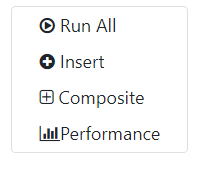 Run All
Insert
Composite
Performance